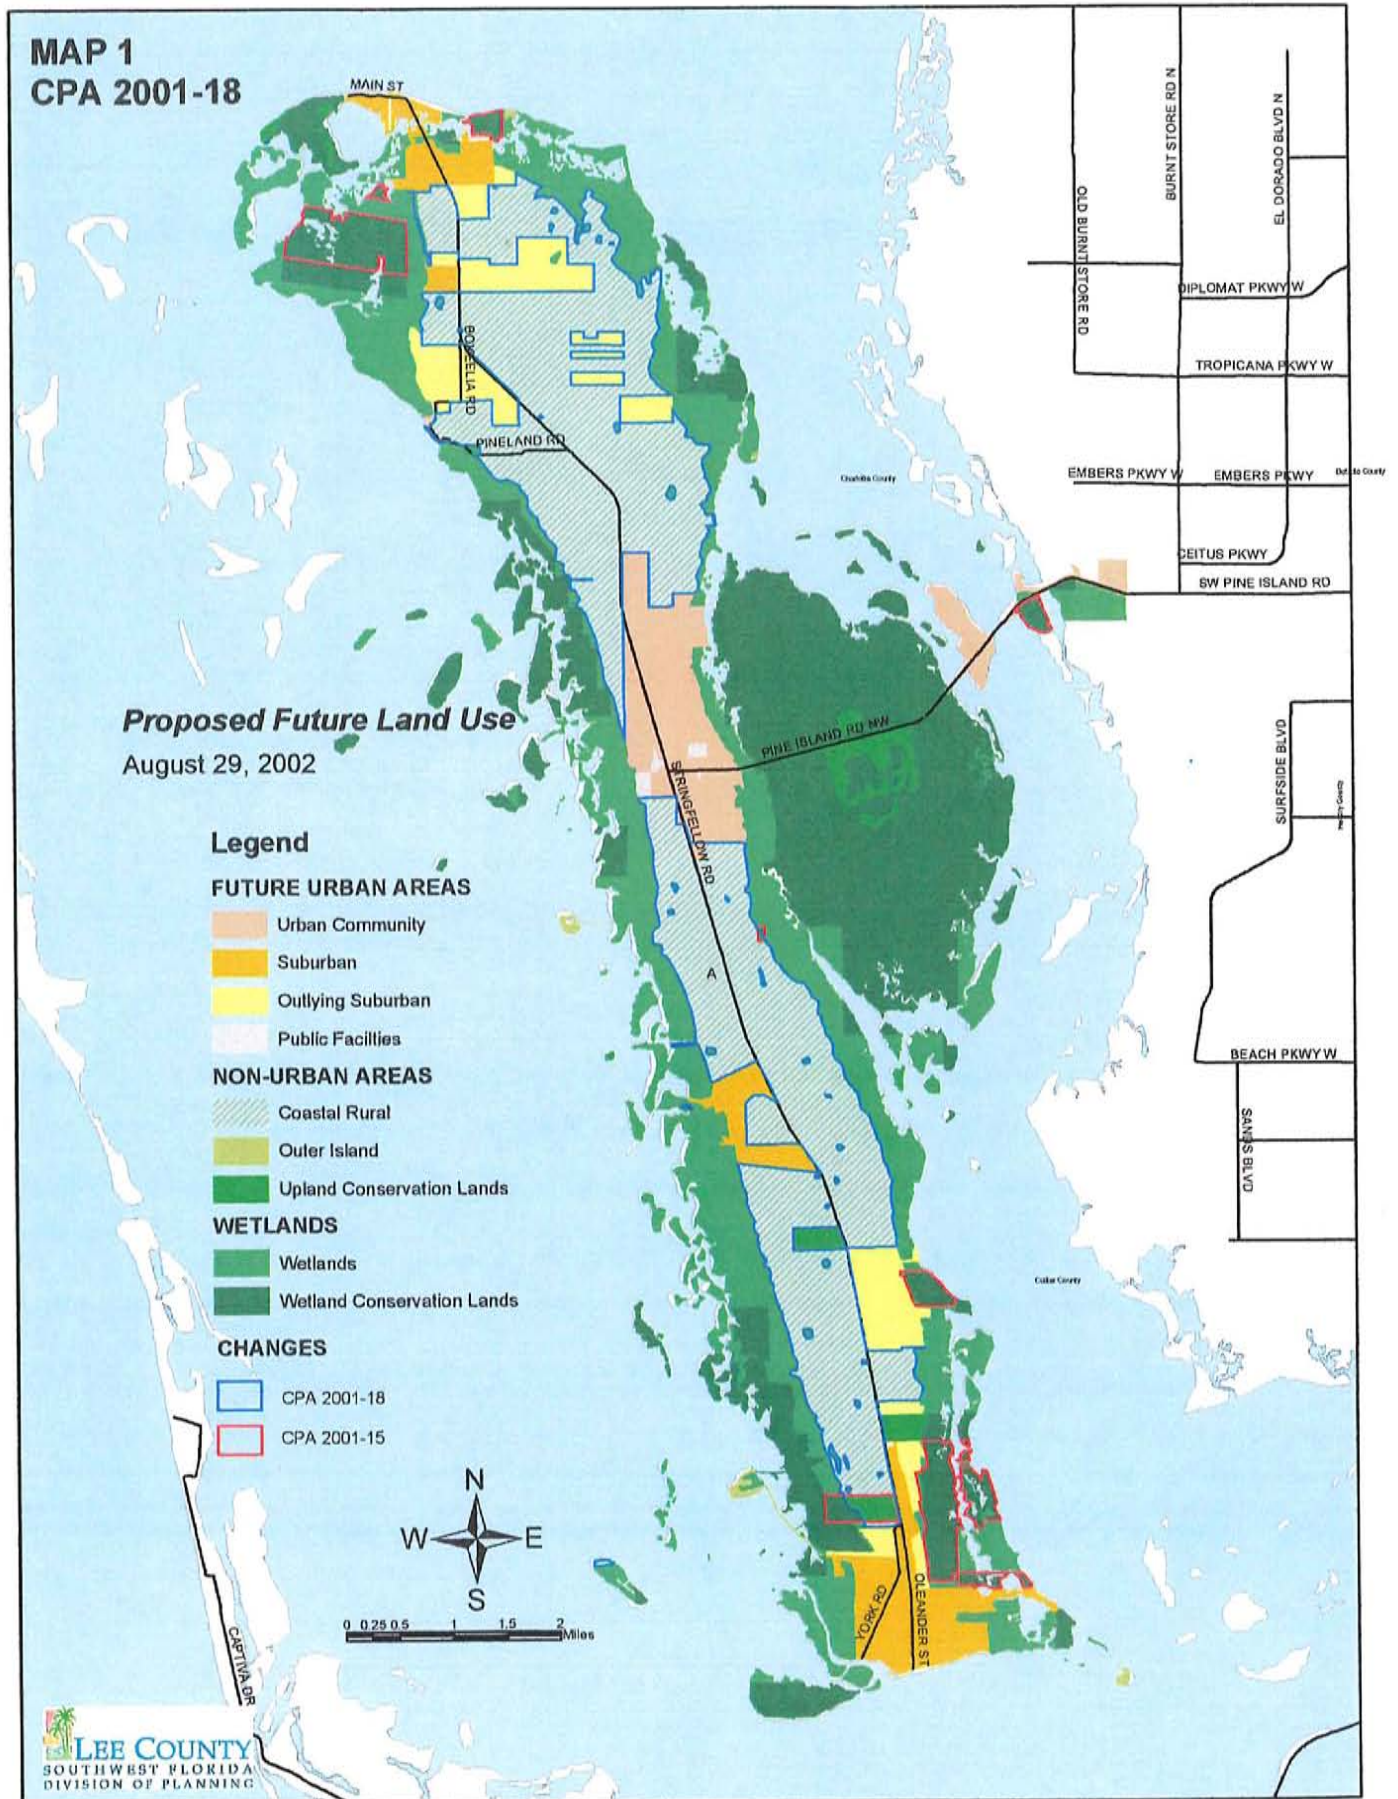 MAP 1
CPA 2001-18
MAIN ST
BURNT STORE RD N
EL DORADO BLVD N
OLD BURNT STORE RD
DIPLOMAT PKWY W
TROPICANA PKWY W
BOKEELIA RD
PINELAND RD
EMBERS PKWY W
EMBERS PKWY
Charlotte County
CEITUS PKWY
SW PINE ISLAND RD
Proposed Future Land Use
August 29, 2002
PINE ISLAND RD NW
STRINGFELLOW RD
SURFSIDE BLVD
A
Legend
FUTURE URBAN AREAS
Urban Community
Suburban
Outlying Suburban
Public Facilties
NON-URBAN AREAS
Coastal Rural
Outer Island
Upland Conservation Lands
WETLANDS
Wetlands
Wetland Conservation Lands
CHANGES
CPA 2001-18
CPA 2001-15
BEACH PKWY W
SANDS BLVD
Collier County
N
W E
S
0 0.25 0.5 1 1.5 2
Miles
YORK RD
OLEANDER ST
CAPTIVA DR
LEE COUNTY
SOUTHWEST FLORIDA
DIVISION OF PLANNING